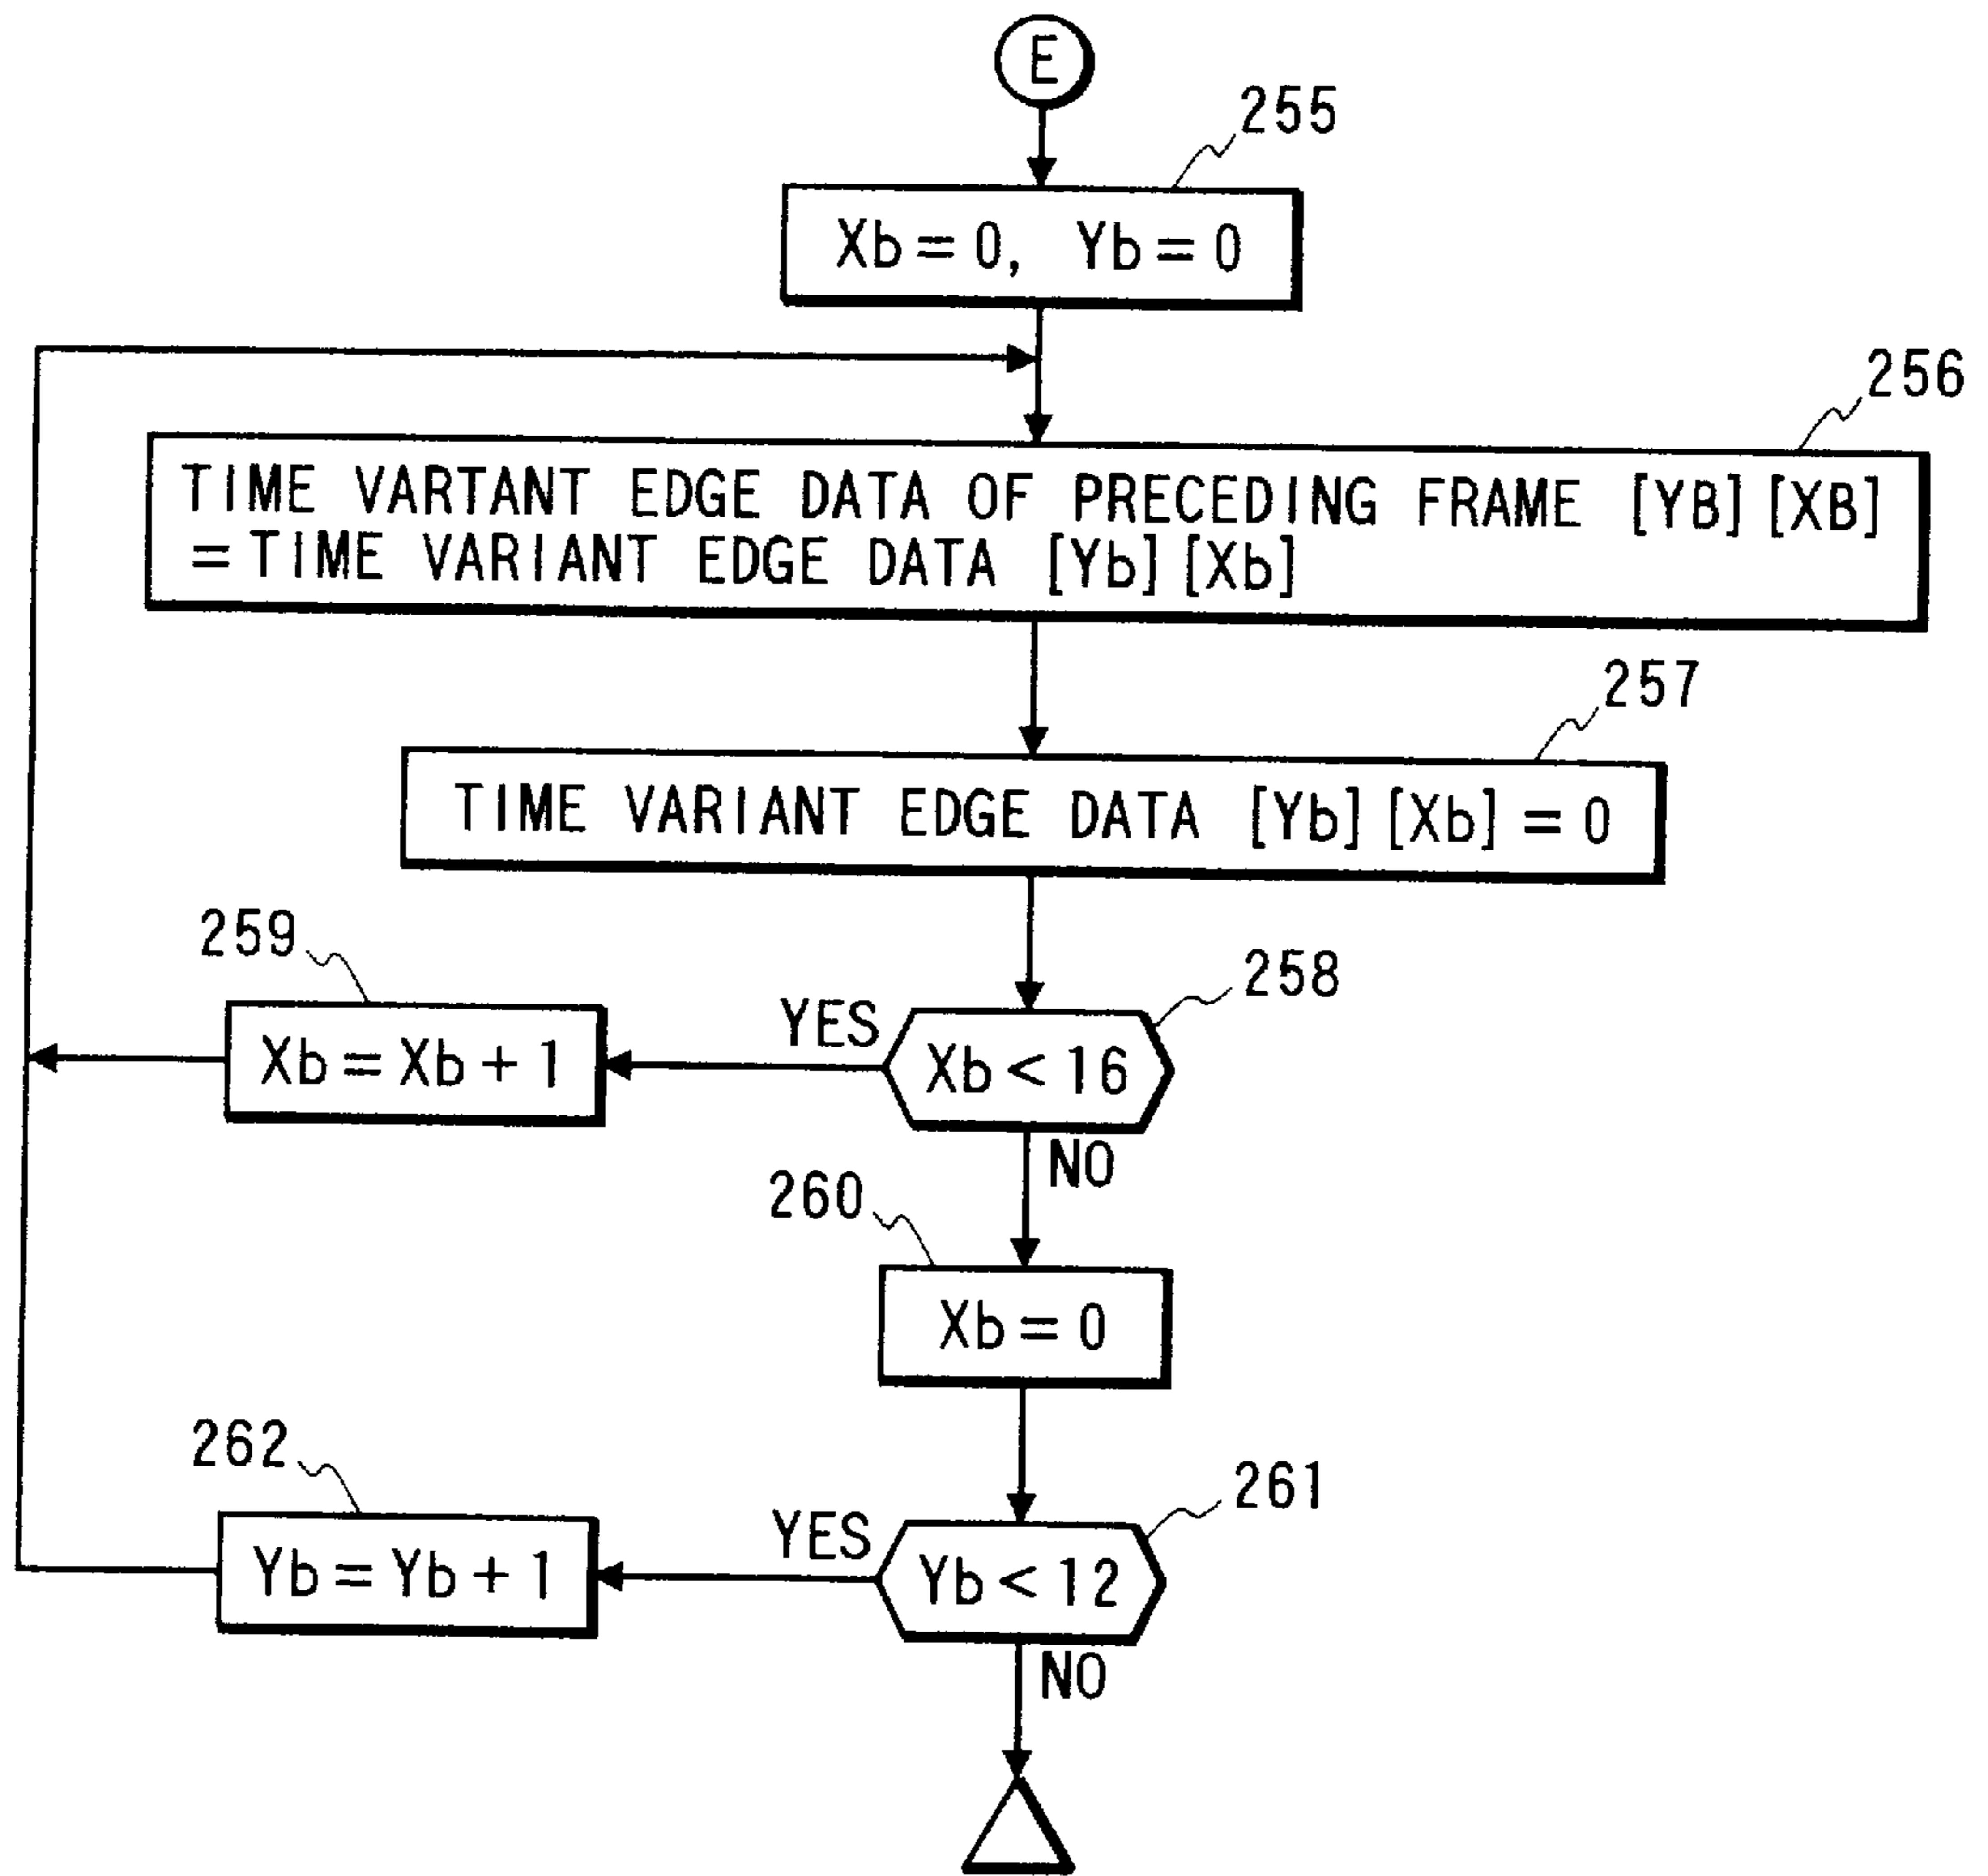 E
255
Xb=0, Yb=0
256
TIME VARTANT EDGE DATA OF PRECEDING FRAME [YB][XB]
=TIME VARIANT EDGE DATA [Yb][Xb]
257
TIME VARIANT EDGE DATA [Yb][Xb]=0
259
258
YES
Xb=Xb+1
Xb<16
NO
260
Xb=0
262
261
YES
Yb=Yb+1
Yb<12
NO